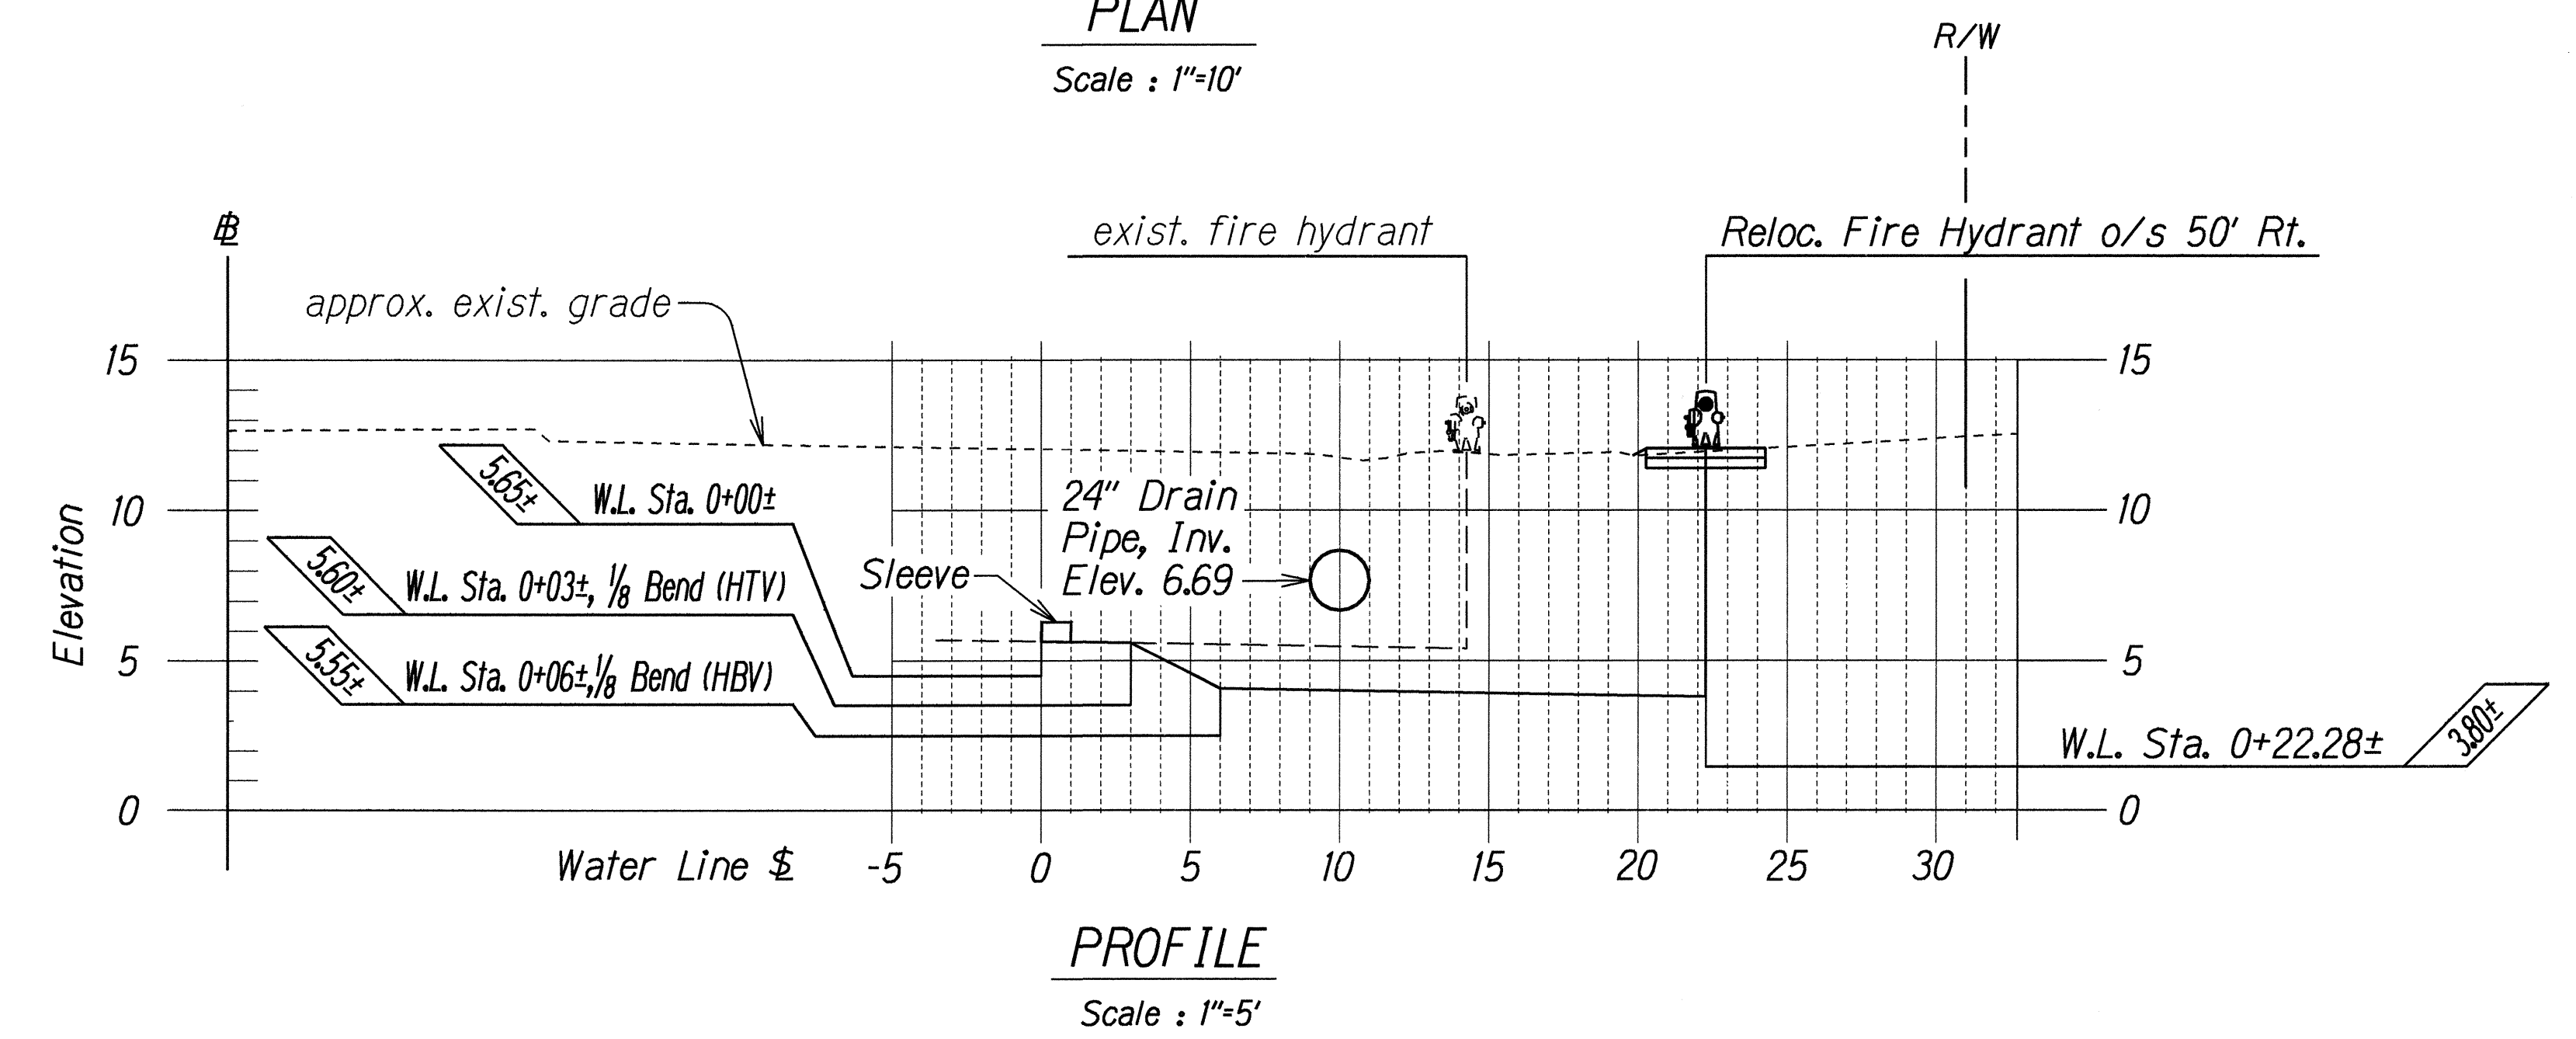 PLAN
Scale : 1"=10'
R/W
℄
exist. fire hydrant
Reloc. Fire Hydrant o/s 50' Rt.
approx. exist. grade
15
15
5.65±
W.L. Sta. 0+00±
24" Drain
Pipe, Inv.
Elev. 6.69
10
10
Elevation
5.60±
W.L. Sta. 0+03±, 1/8 Bend (HTV)
Sleeve
5
5
5.55±
W.L. Sta. 0+06±,1/8 Bend (HBV)
3.80±
W.L. Sta. 0+22.28±
0
0
Water Line
-5 0 5 10 15 20 25 30
PROFILE
Scale : 1"=5'